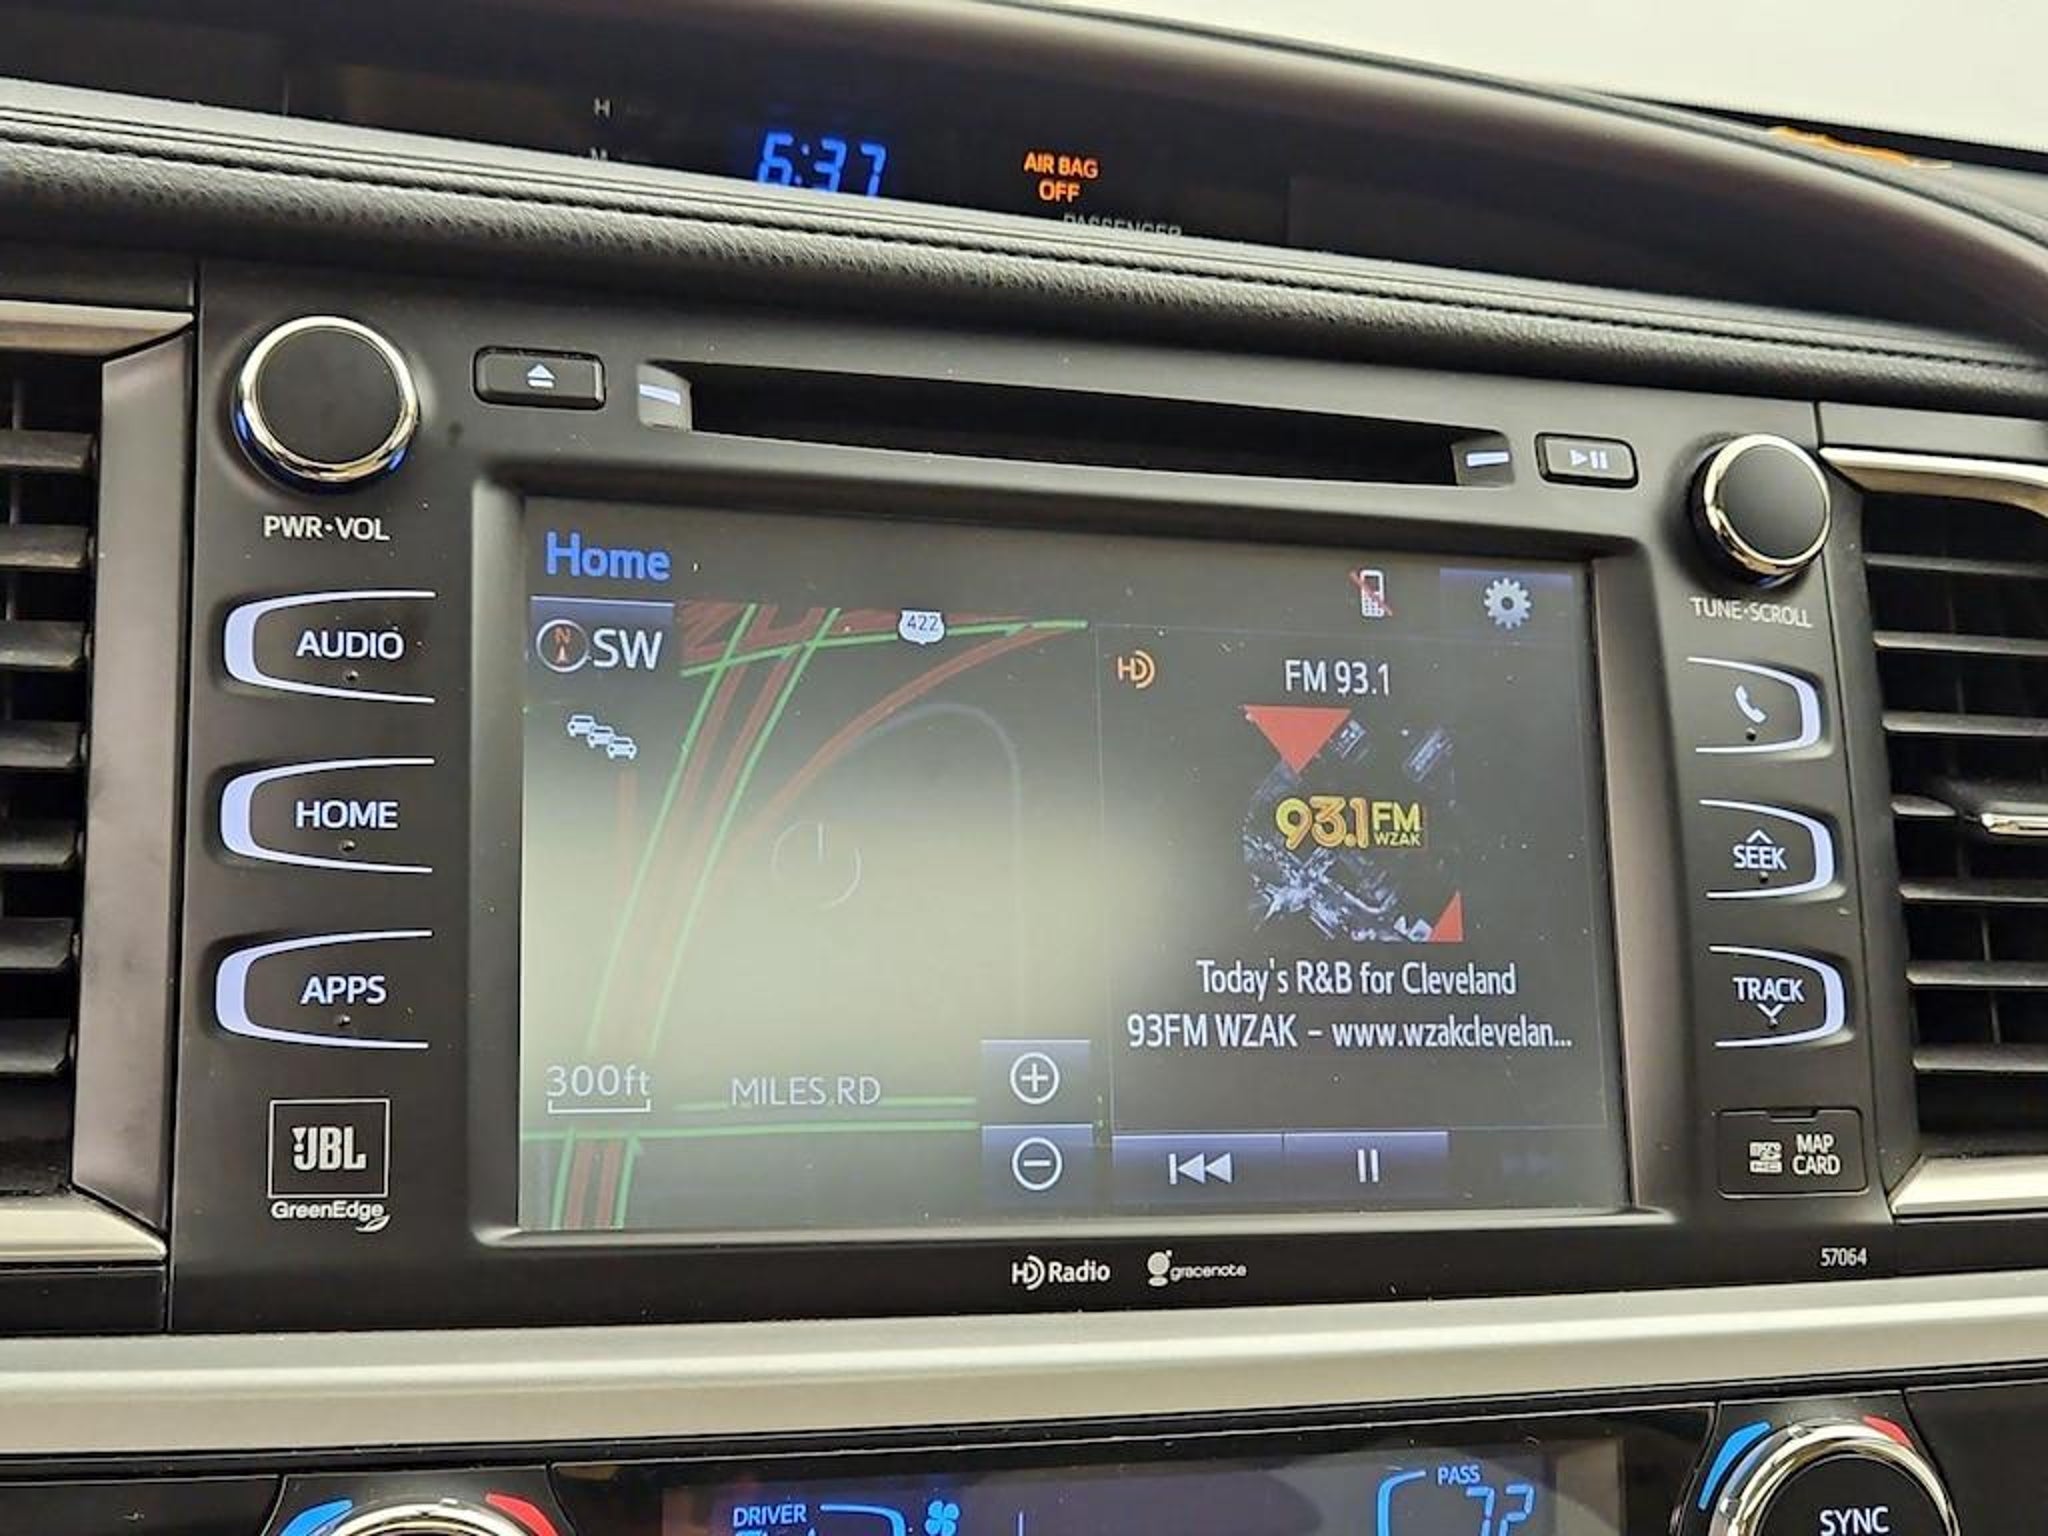 H
M
6:37
AIR BAG
OFF
PASSENGER
PWR•VOL
TUNE•SCROLL
Home
N
SW
422
HD
FM 93.1
AUDIO
93.1 FM
WZAK
HOME
SEEK
Today's R&B for Cleveland
93FM WZAK - www.wzakclevelan...
APPS
TRACK
300ft
MILES RD
JBL
GreenEdge
MAP
CARD
HD Radio
gracenote
57064
DRIVER
PASS
72
SYNC